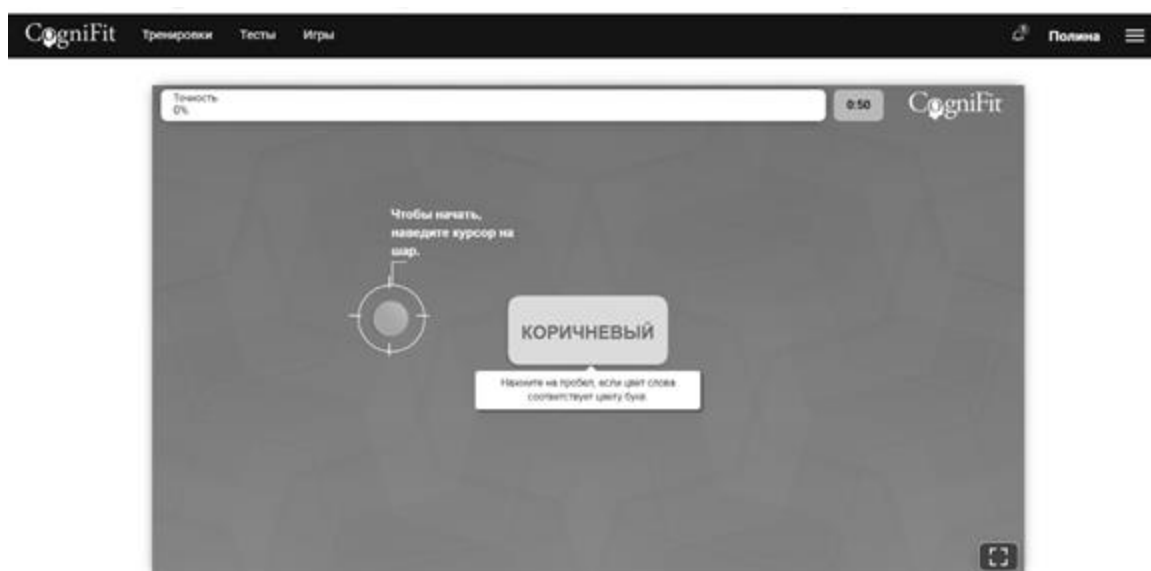 CogniFit Тренировки Тесты Игры Полина
Точность
0%
0:50 CogniFit
Чтобы начать,
наведите курсор на
шар.
КОРИЧНЕВЫЙ
Нажмите на пробел, если цвет слова
соответствует цвету букв.